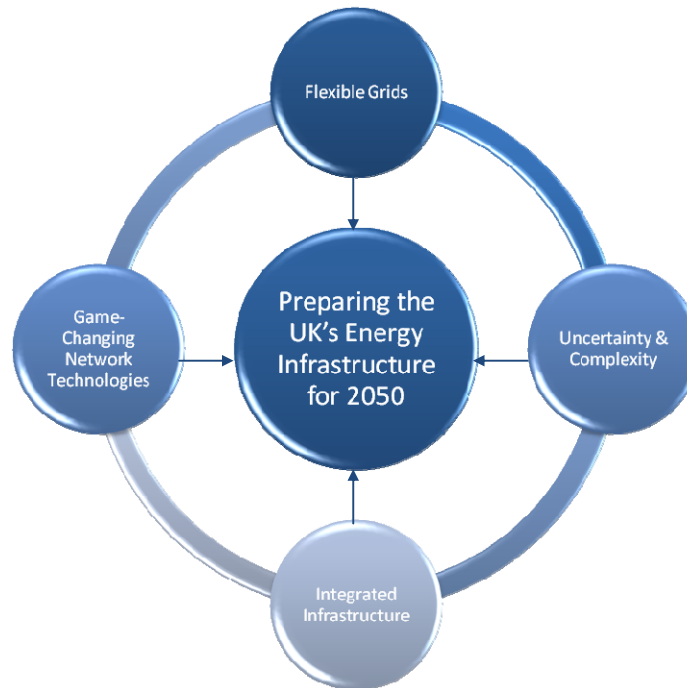 Flexible Grids
Game-
Changing
Network
Technologies
Preparing the
UK's Energy
Infrastructure
for 2050
Uncertainty &
Complexity
Integrated
Infrastructure